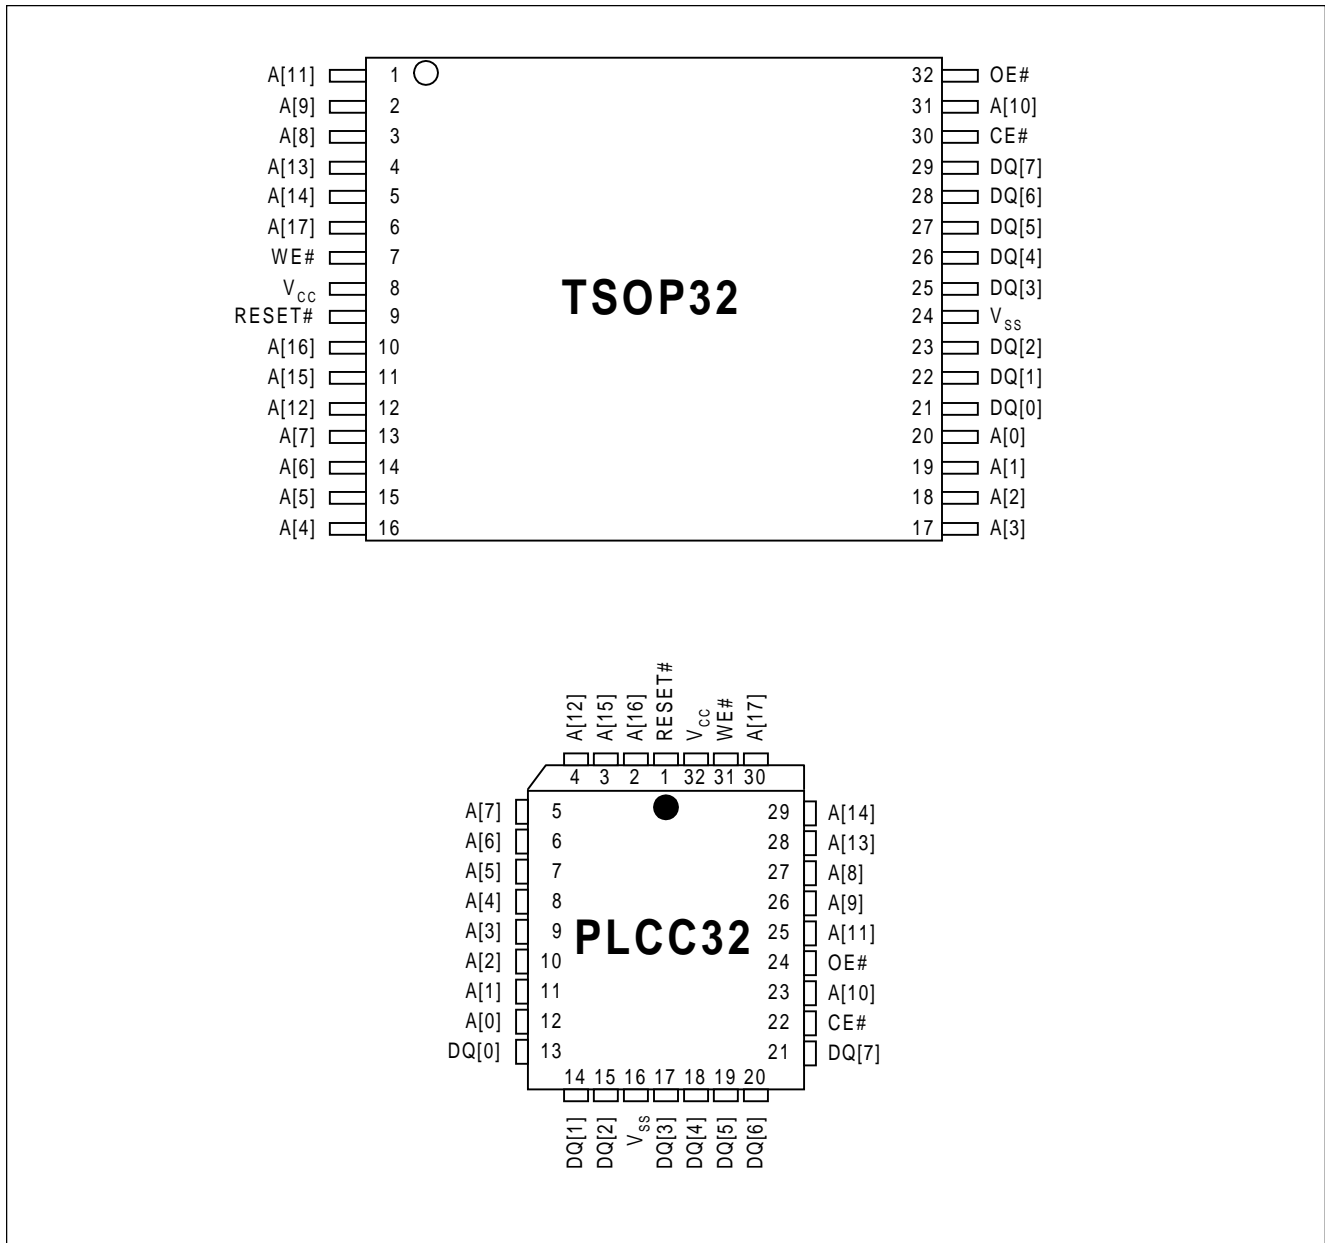 A[11] 1 32 OE#
A[9] 2 31 A[10]
A[8] 3 30 CE#
A[13] 4 29 DQ[7]
A[14] 5 28 DQ[6]
A[17] 6 27 DQ[5]
WE# 7 26 DQ[4]
VCC 8 25 DQ[3]
TSOP32
RESET# 9 24 VSS
A[16] 10 23 DQ[2]
A[15] 11 22 DQ[1]
A[12] 12 21 DQ[0]
A[7] 13 20 A[0]
A[6] 14 19 A[1]
A[5] 15 18 A[2]
A[4] 16 17 A[3]
A[12] A[15] A[16] RESET# VCC WE# A[17]
4 3 2 1 32 31 30
A[7] 5 29 A[14]
A[6] 6 28 A[13]
A[5] 7 27 A[8]
A[4] 8 26 A[9]
A[3] 9 PLCC32 25 A[11]
A[2] 10 24 OE#
A[1] 11 23 A[10]
A[0] 12 22 CE#
DQ[0] 13 21 DQ[7]
14 15 16 17 18 19 20
DQ[1] DQ[2] VSS DQ[3] DQ[4] DQ[5] DQ[6]